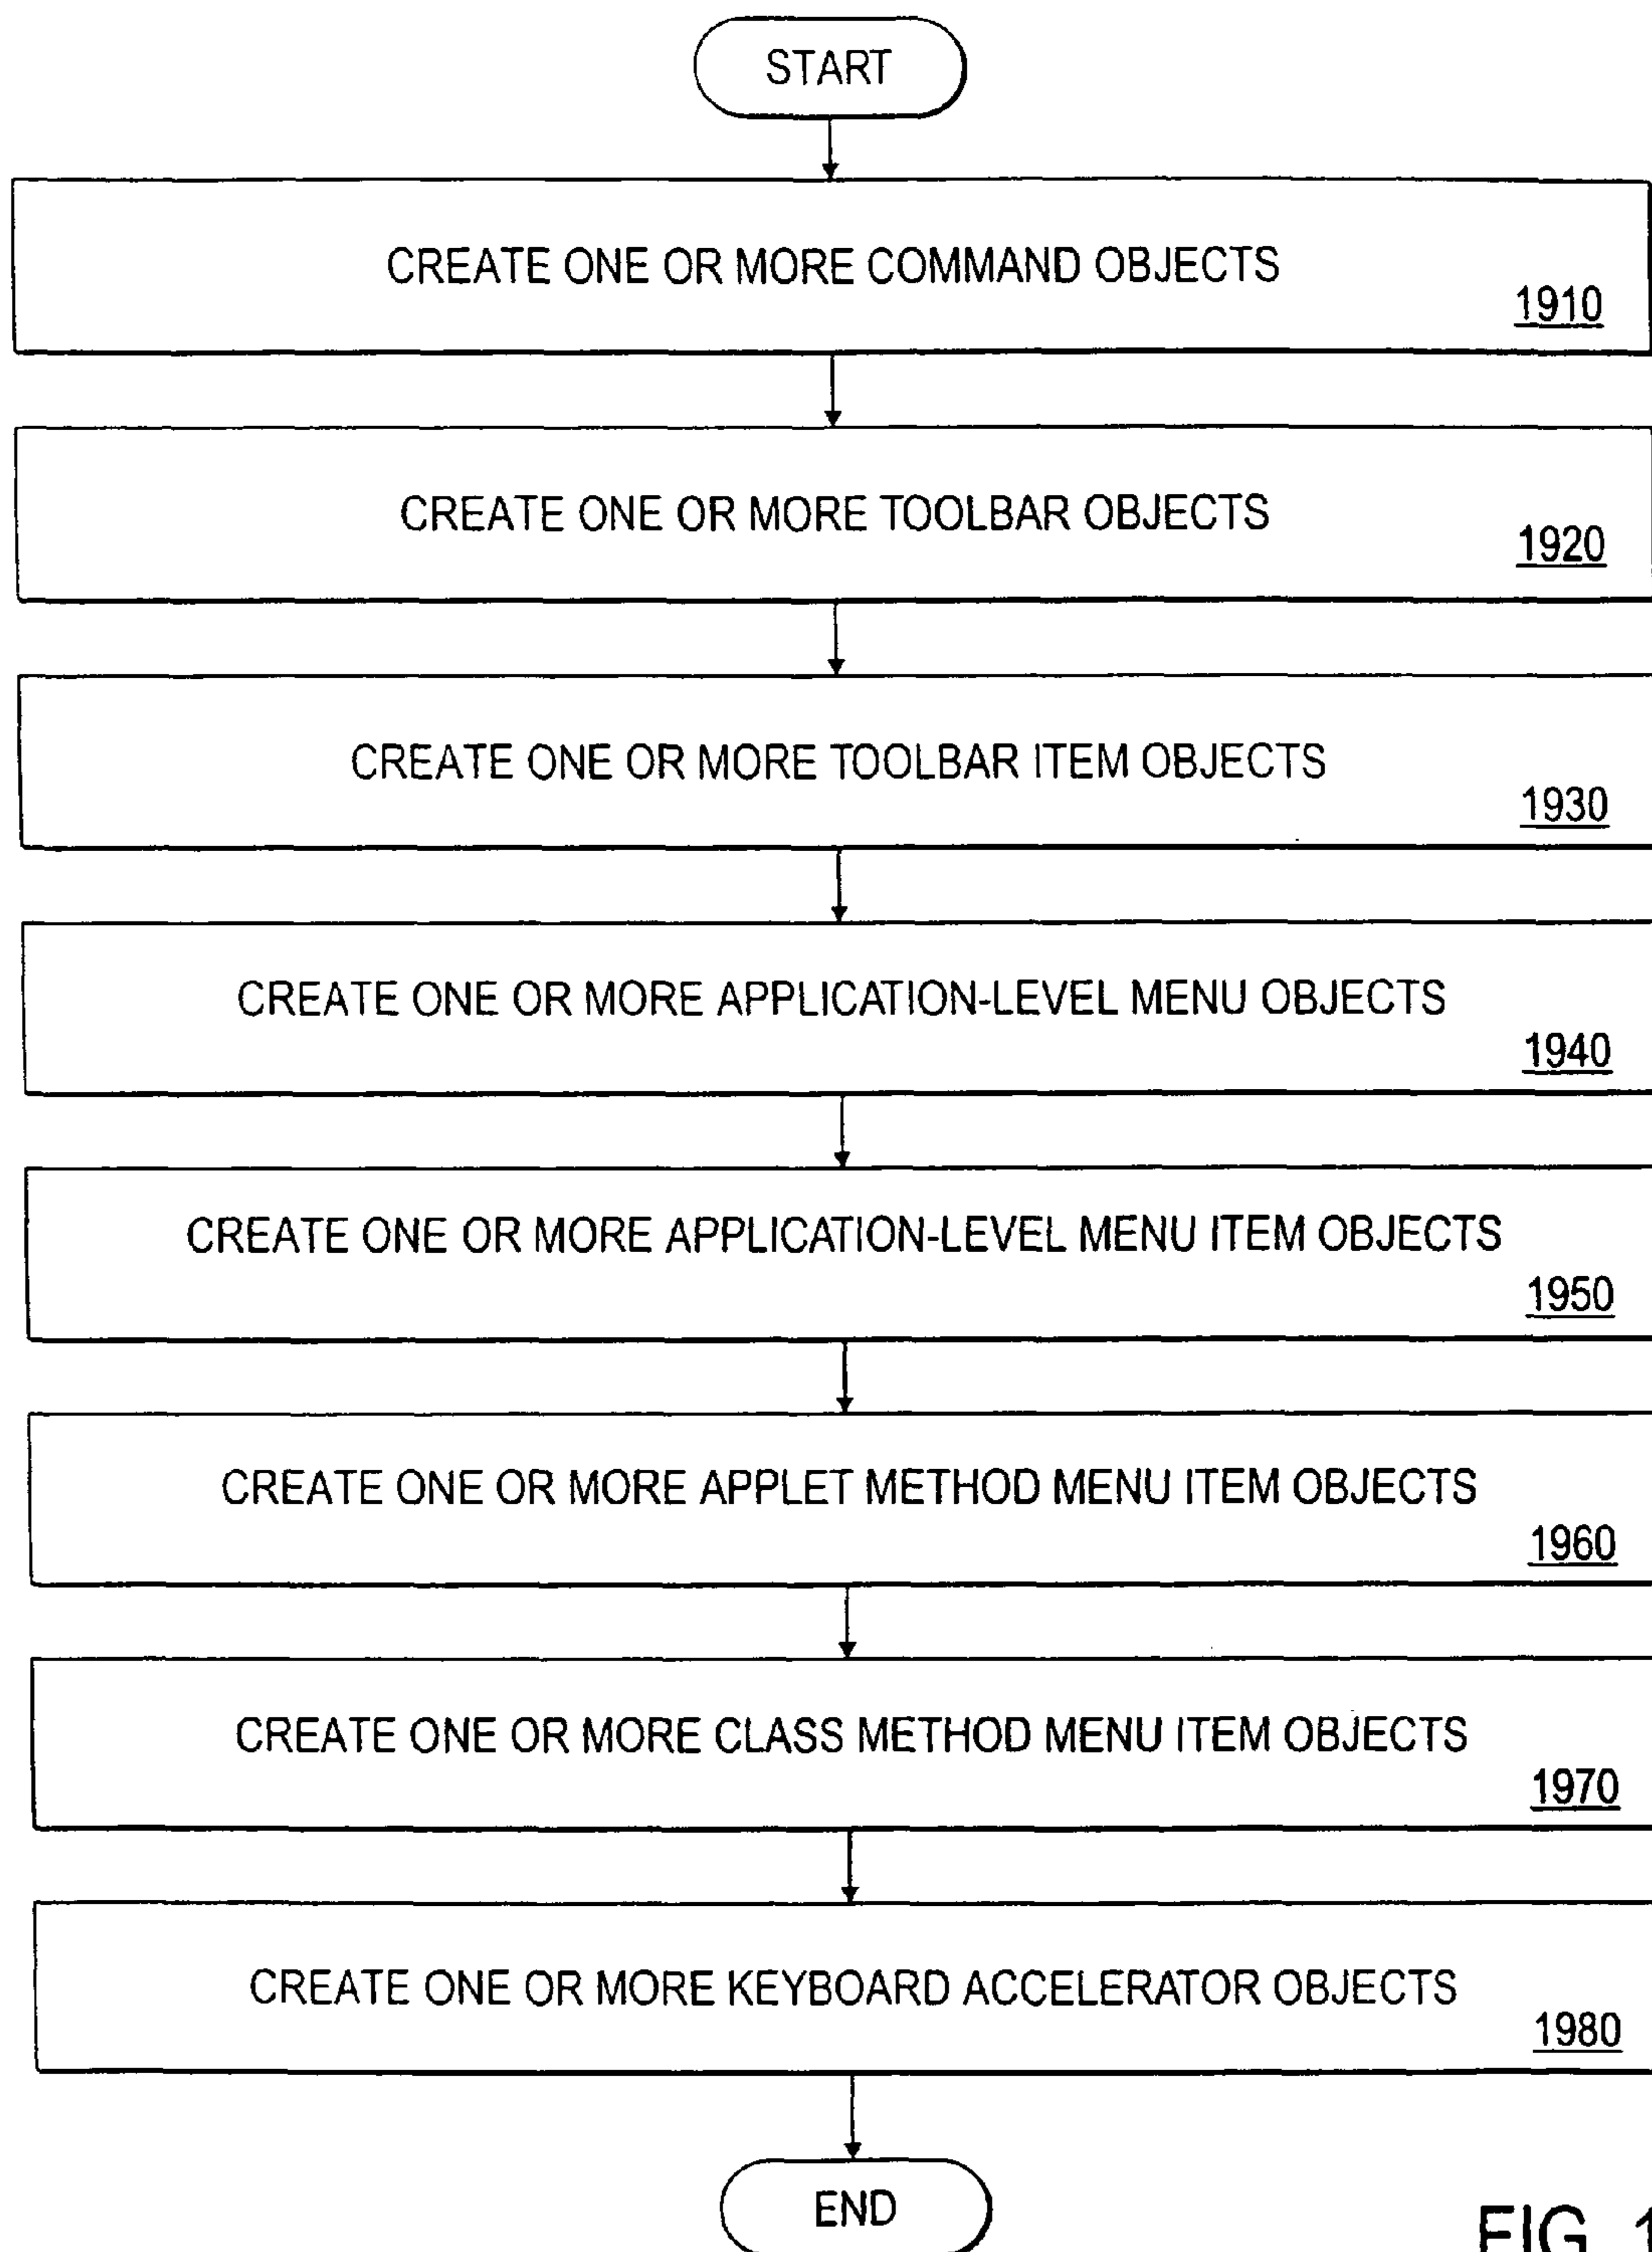 START
CREATE ONE OR MORE COMMAND OBJECTS
1910
CREATE ONE OR MORE TOOLBAR OBJECTS
1920
CREATE ONE OR MORE TOOLBAR ITEM OBJECTS
1930
CREATE ONE OR MORE APPLICATION-LEVEL MENU OBJECTS
1940
CREATE ONE OR MORE APPLICATION-LEVEL MENU ITEM OBJECTS
1950
CREATE ONE OR MORE APPLET METHOD MENU ITEM OBJECTS
1960
CREATE ONE OR MORE CLASS METHOD MENU ITEM OBJECTS
1970
CREATE ONE OR MORE KEYBOARD ACCELERATOR OBJECTS
1980
END
FIG. 1